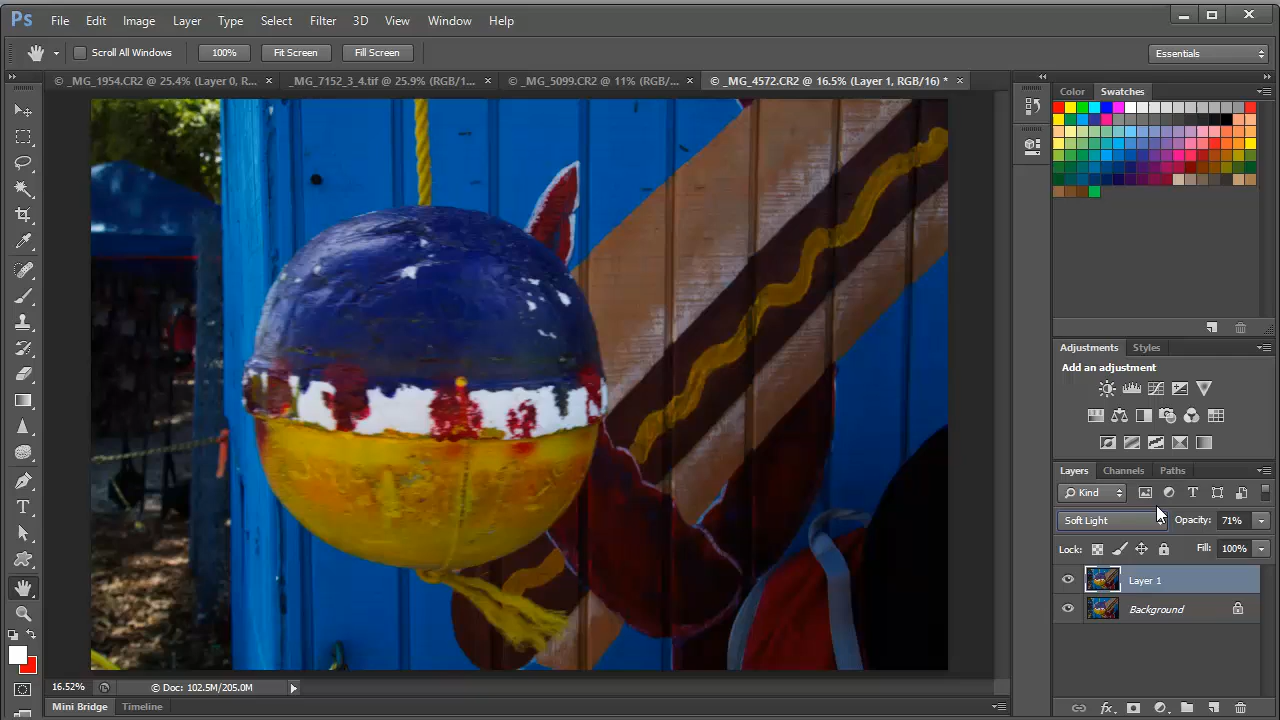 Ps File Edit Image Layer Type Select Filter 3D View Window Help
Scroll All Windows 100% Fit Screen Fill Screen Essentials
© _MG_1954.CR2 @ 25.4% (Layer 0, R... × _MG_7152_3_4.tif @ 25.9% (RGB/1... × © _MG_5099.CR2 @ 11% (RGB/... × © _MG_4572.CR2 @ 16.5% (Layer 1, RGB/16) * ×
Color Swatches
Adjustments Styles
Add an adjustment
Layers Channels Paths
Kind
Soft Light Opacity: 71%
Lock: Fill: 100%
Layer 1
Background
16.52% © Doc: 102.5M/205.0M
Mini Bridge Timeline